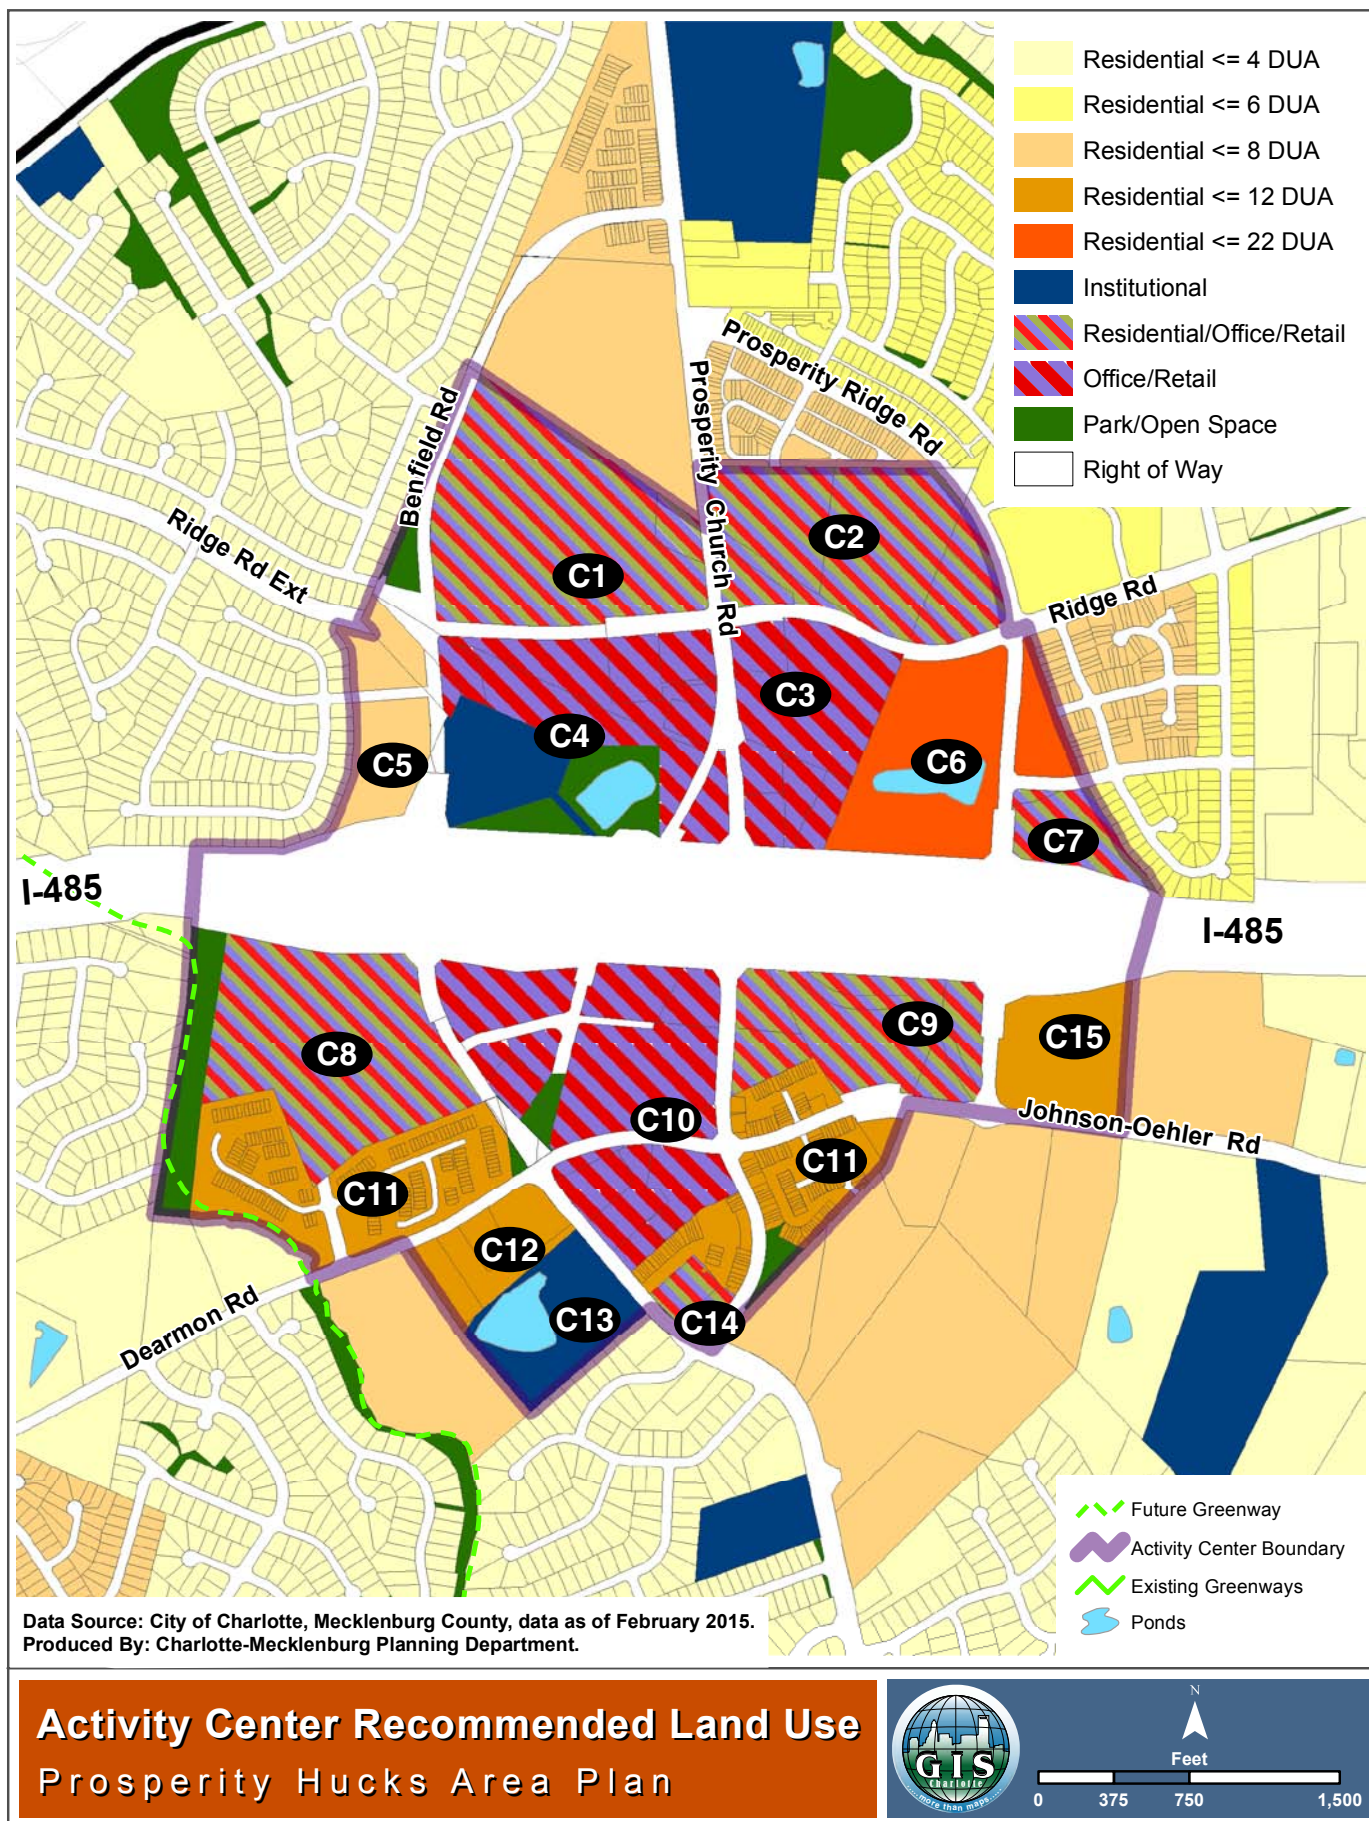 Residential <= 4 DUA
Residential <= 6 DUA
Residential <= 8 DUA
Residential <= 12 DUA
Residential <= 22 DUA
Institutional
Residential/Office/Retail
Office/Retail
Park/Open Space
Right of Way
Prosperity Ridge Rd
Benfield Rd
Prosperity Church Rd
Ridge Rd Ext
Ridge Rd
C1
C2
C3
C4
C5
C6
C7
I-485
I-485
C8
C9
C15
C10
Johnson-Oehler Rd
C11
C11
C12
C13
C14
Dearmon Rd
Future Greenway
Activity Center Boundary
Existing Greenways
Ponds
Data Source: City of Charlotte, Mecklenburg County, data as of February 2015.
Produced By: Charlotte-Mecklenburg Planning Department.
Activity Center Recommended Land Use
Prosperity Hucks Area Plan
GIS
Charlotte
...more than maps...
N
Feet
0 375 750 1,500